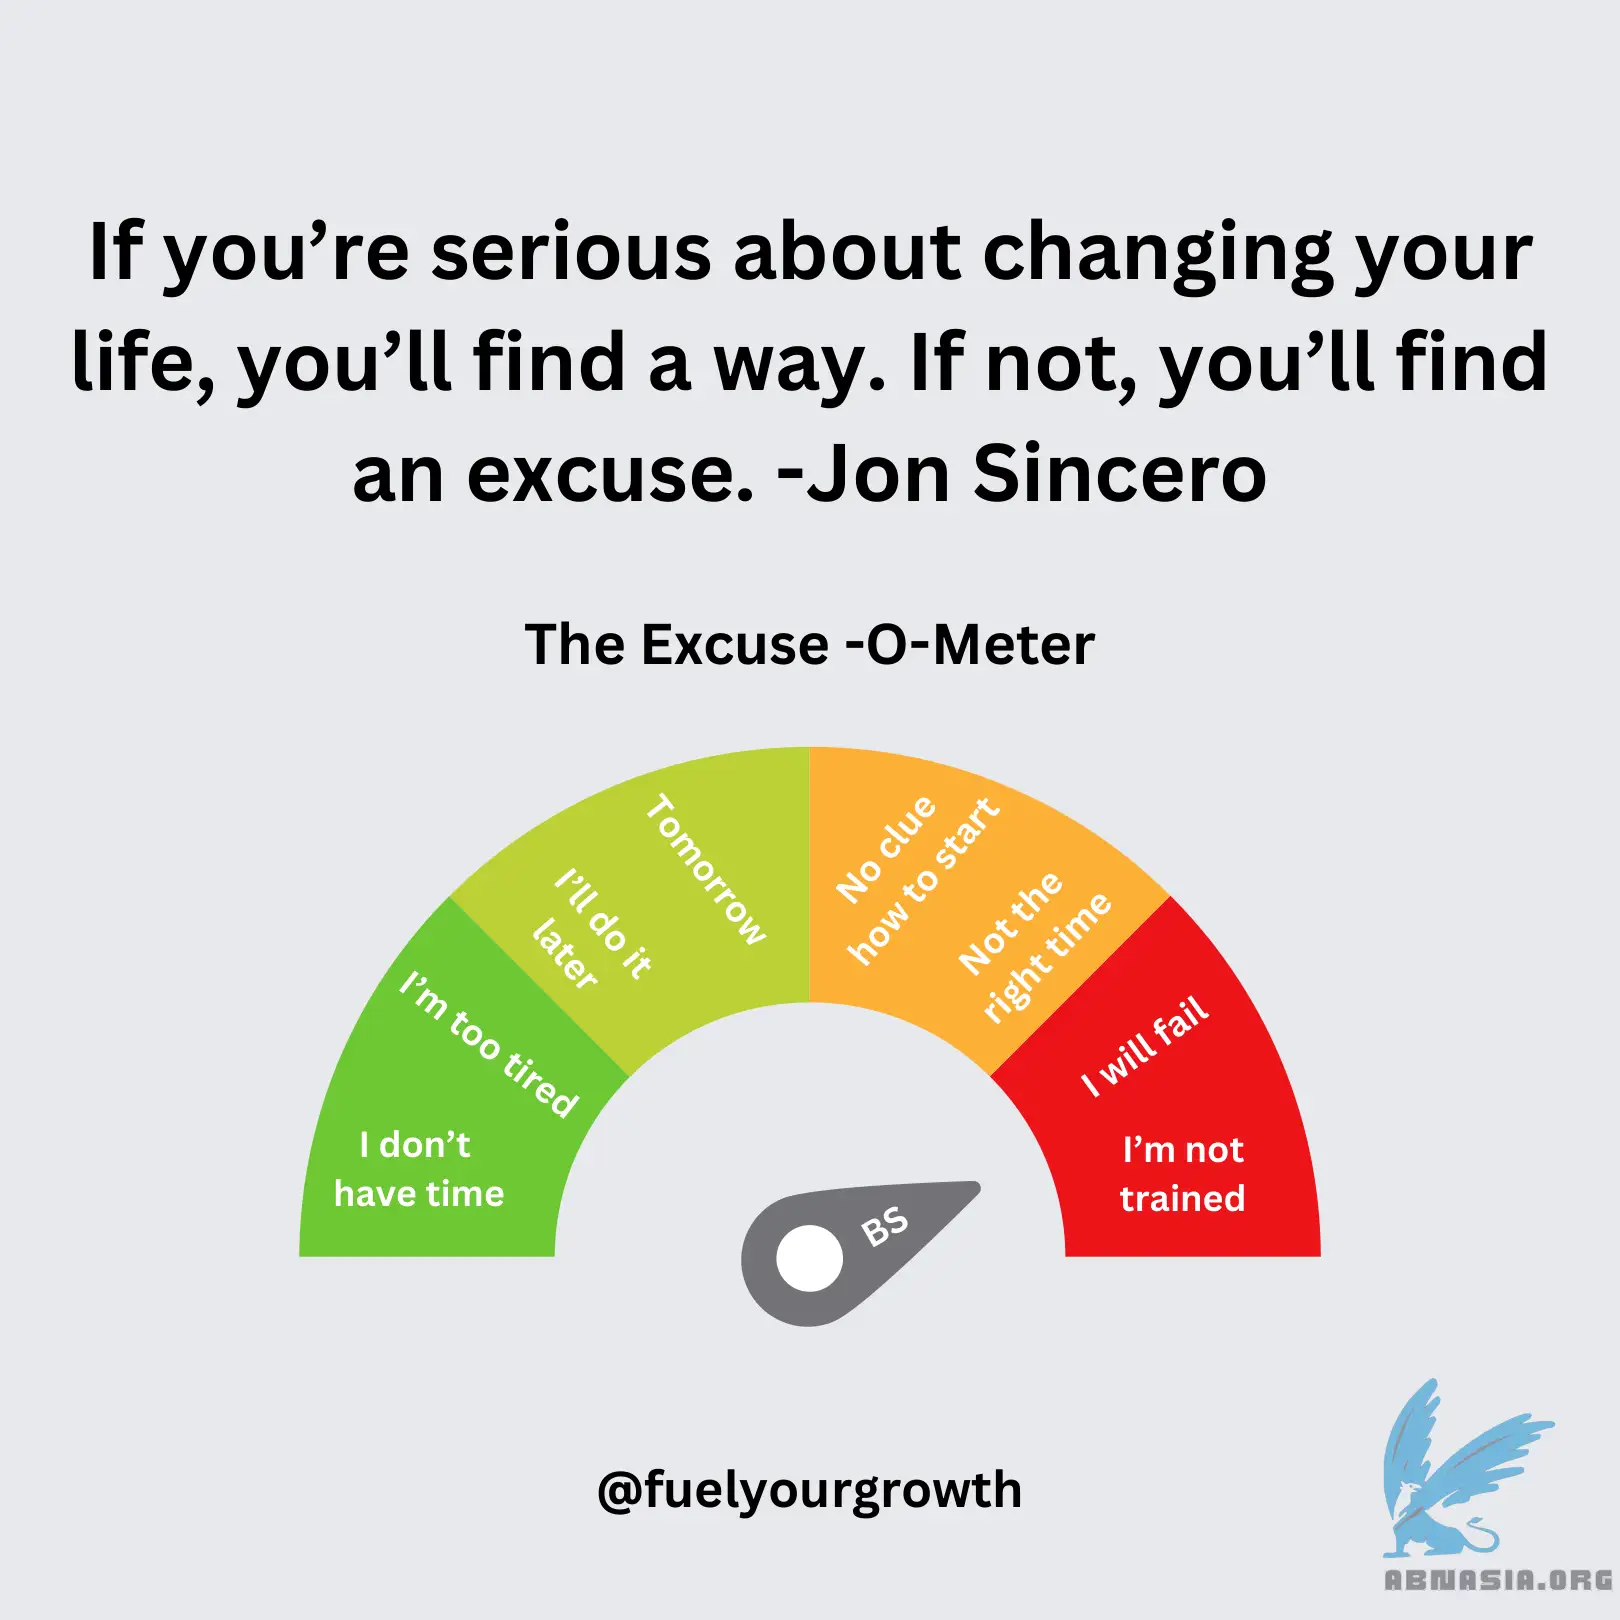 If you’re serious about changing your
life, you’ll find a way. If not, you’ll find
an excuse. -Jon Sincero
The Excuse -O-Meter
I don’t
have time
I’m too tired
I’ll do it
later
Tomorrow
No clue
how to start
Not the
right time
I will fail
I’m not
trained
BS
@fuelyourgrowth
ABNASIA.ORG